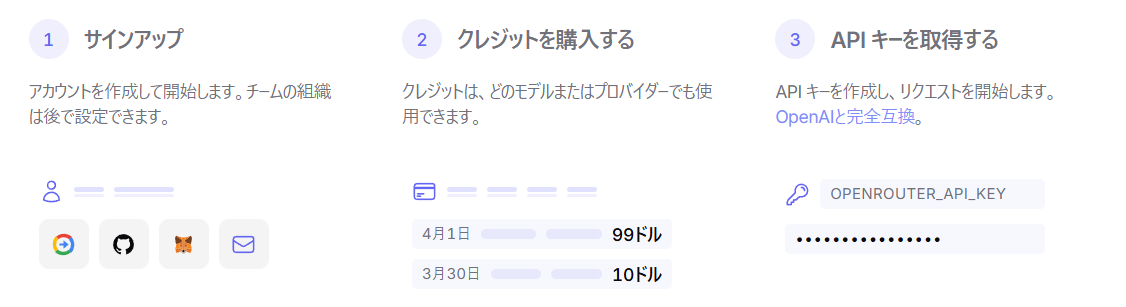 1 サインアップ
アカウントを作成して開始します。チームの組織
は後で設定できます。
2 クレジットを購入する
クレジットは、どのモデルまたはプロバイダーでも使
用できます。
4月1日 99ドル
3月30日 10ドル
3 API キーを取得する
API キーを作成し、リクエストを開始します。
OpenAIと完全互換。
OPENROUTER_API_KEY
••••••••••••••••